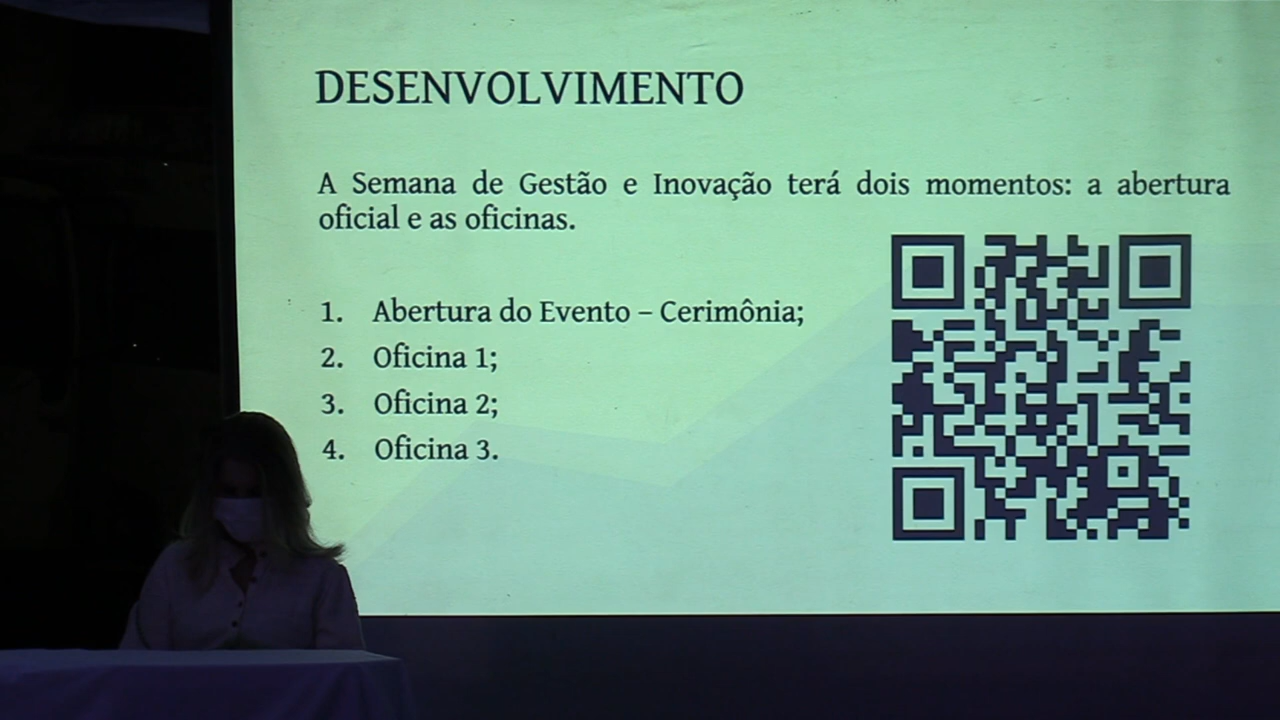 DESENVOLVIMENTO
A Semana de Gestão e Inovação terá dois momentos: a abertura
oficial e as oficinas.
1. Abertura do Evento – Cerimônia;
2. Oficina 1;
3. Oficina 2;
4. Oficina 3.